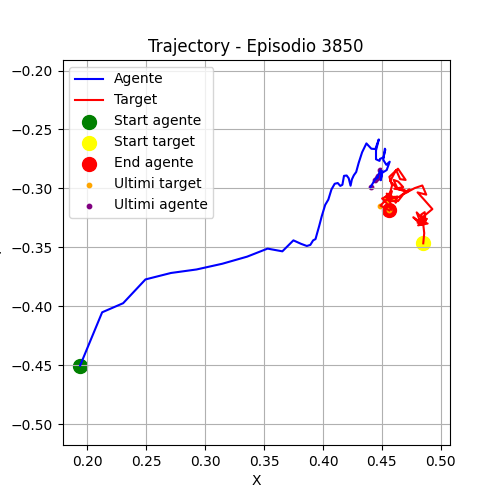 Trajectory - Episodio 3850
−0.20
−0.25
−0.30
−0.35
−0.40
−0.45
−0.50
Agente
Target
Start agente
Start target
End agente
Ultimi target
Ultimi agente
0.20 0.25 0.30 0.35 0.40 0.45 0.50
X